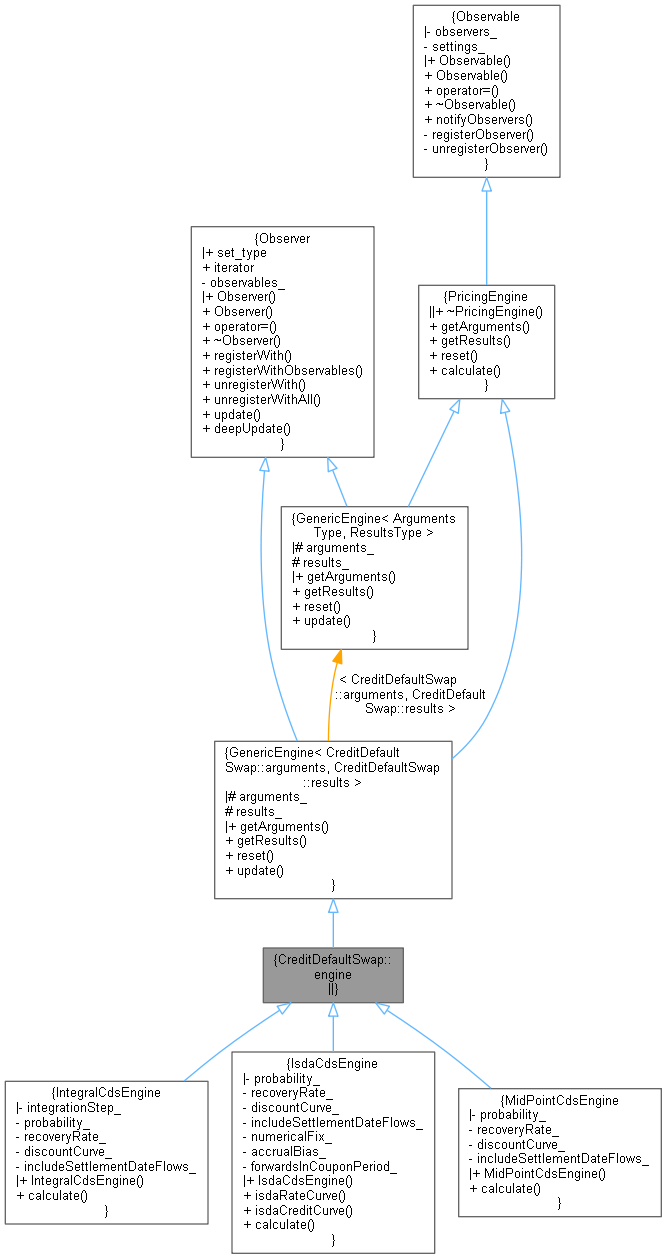 {Observable
|- observers_
- settings_
|+ Observable()
+ Observable()
+ operator=()
+ ~Observable()
+ notifyObservers()
- registerObserver()
- unregisterObserver()
}
{Observer
|+ set_type
+ iterator
- observables_
|+ Observer()
+ Observer()
+ operator=()
+ ~Observer()
+ registerWith()
+ registerWithObservables()
+ unregisterWith()
+ unregisterWithAll()
+ update()
+ deepUpdate()
}
{PricingEngine
||+ ~PricingEngine()
+ getArguments()
+ getResults()
+ reset()
+ calculate()
}
{GenericEngine< Arguments
Type, ResultsType >
|# arguments_
# results_
|+ getArguments()
+ getResults()
+ reset()
+ update()
}
< CreditDefaultSwap
::arguments, CreditDefault
Swap::results >
{GenericEngine< CreditDefault
Swap::arguments, CreditDefaultSwap
::results >
|# arguments_
# results_
|+ getArguments()
+ getResults()
+ reset()
+ update()
}
{CreditDefaultSwap::
engine
||}
{IntegralCdsEngine
|- integrationStep_
- probability_
- recoveryRate_
- discountCurve_
- includeSettlementDateFlows_
|+ IntegralCdsEngine()
+ calculate()
}
{IsdaCdsEngine
|- probability_
- recoveryRate_
- discountCurve_
- includeSettlementDateFlows_
- numericalFix_
- accrualBias_
- forwardsInCouponPeriod_
|+ IsdaCdsEngine()
+ isdaRateCurve()
+ isdaCreditCurve()
+ calculate()
}
{MidPointCdsEngine
|- probability_
- recoveryRate_
- discountCurve_
- includeSettlementDateFlows_
|+ MidPointCdsEngine()
+ calculate()
}